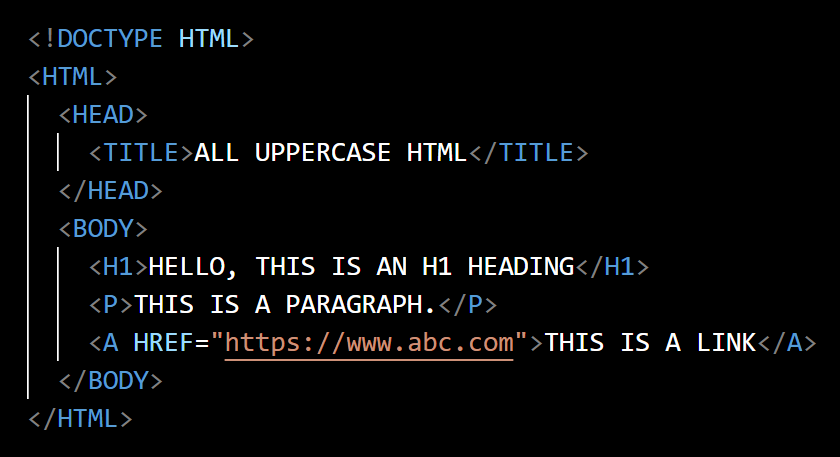 <!DOCTYPE HTML>
<HTML>
<HEAD>
<TITLE>ALL UPPERCASE HTML</TITLE>
</HEAD>
<BODY>
<H1>HELLO, THIS IS AN H1 HEADING</H1>
<P>THIS IS A PARAGRAPH.</P>
<A HREF="https://www.abc.com">THIS IS A LINK</A>
</BODY>
</HTML>